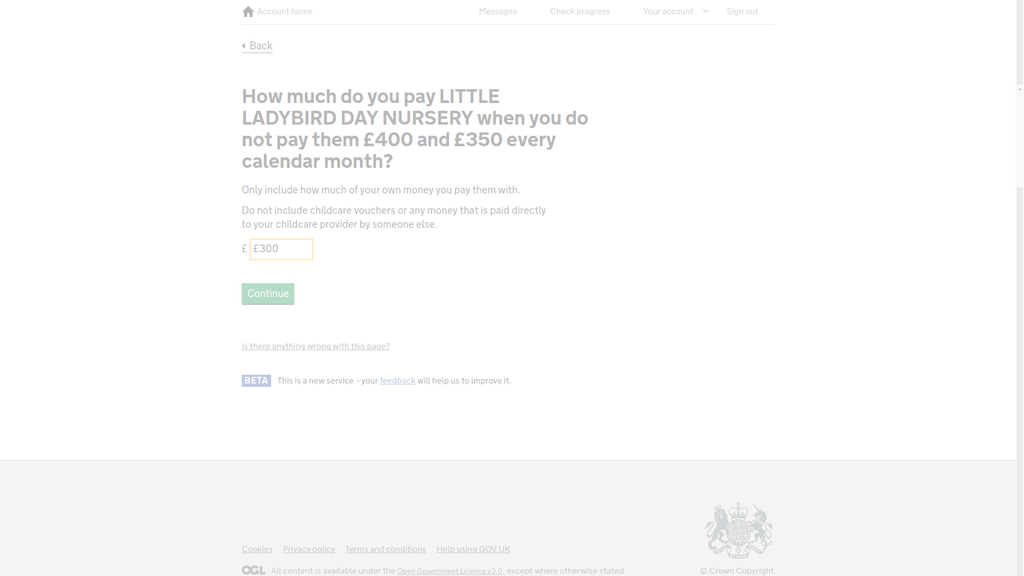 Account home Messages Check progress Your account Sign out
Back
How much do you pay LITTLE
LADYBIRD DAY NURSERY when you do
not pay them £400 and £350 every
calendar month?
Only include how much of your own money you pay them with.
Do not include childcare vouchers or any money that is paid directly
to your childcare provider by someone else.
£ £300
Continue
Is there anything wrong with this page?
BETA This is a new service - your feedback will help us to improve it.
Cookies Privacy policy Terms and conditions Help using GOV.UK
OGL All content is available under the Open Government Licence v3.0, except where otherwise stated
© Crown Copyright